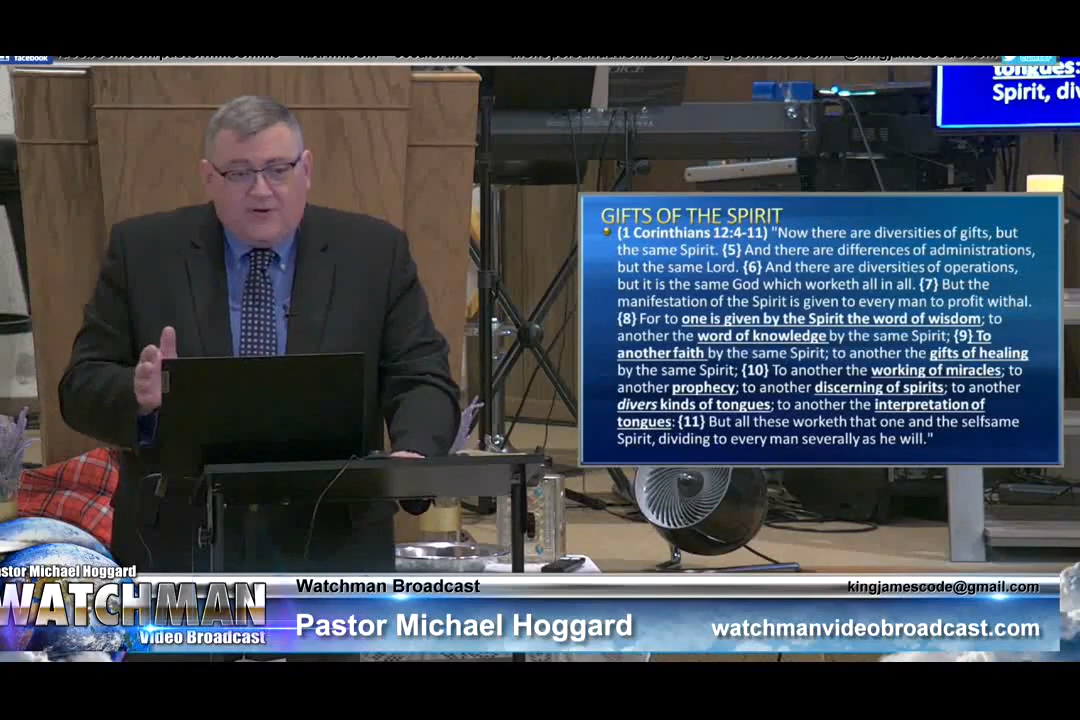 facebook
tongues:
Spirit, div
GIFTS OF THE SPIRIT
(1 Corinthians 12:4-11) "Now there are diversities of gifts, but
the same Spirit. {5} And there are differences of administrations,
but the same Lord. {6} And there are diversities of operations,
but it is the same God which worketh all in all. {7} But the
manifestation of the Spirit is given to every man to profit withal.
{8} For to one is given by the Spirit the word of wisdom; to
another the word of knowledge by the same Spirit; {9} To
another faith by the same Spirit; to another the gifts of healing
by the same Spirit; {10} To another the working of miracles; to
another prophecy; to another discerning of spirits; to another
divers kinds of tongues; to another the interpretation of
tongues: {11} But all these worketh that one and the selfsame
Spirit, dividing to every man severally as he will."
astor Michael Hoggard
WATCHMAN
Video Broadcast
Watchman Broadcast
kingjamescode@gmail.com
Pastor Michael Hoggard
watchmanvideobroadcast.com